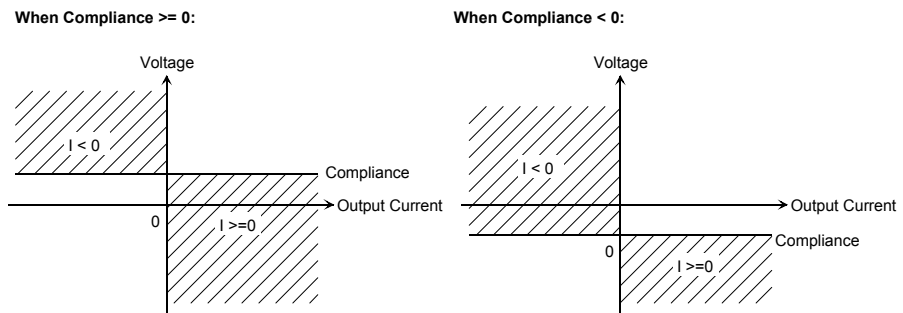 When Compliance >= 0:
Voltage
I < 0
Compliance
Output Current
0
I >=0
When Compliance < 0:
Voltage
I < 0
Output Current
Compliance
0
I >=0